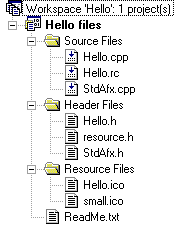 Workspace 'Hello': 1 project(s)
Hello files
Source Files
Hello.cpp
Hello.rc
StdAfx.cpp
Header Files
Hello.h
resource.h
StdAfx.h
Resource Files
Hello.ico
small.ico
ReadMe.txt